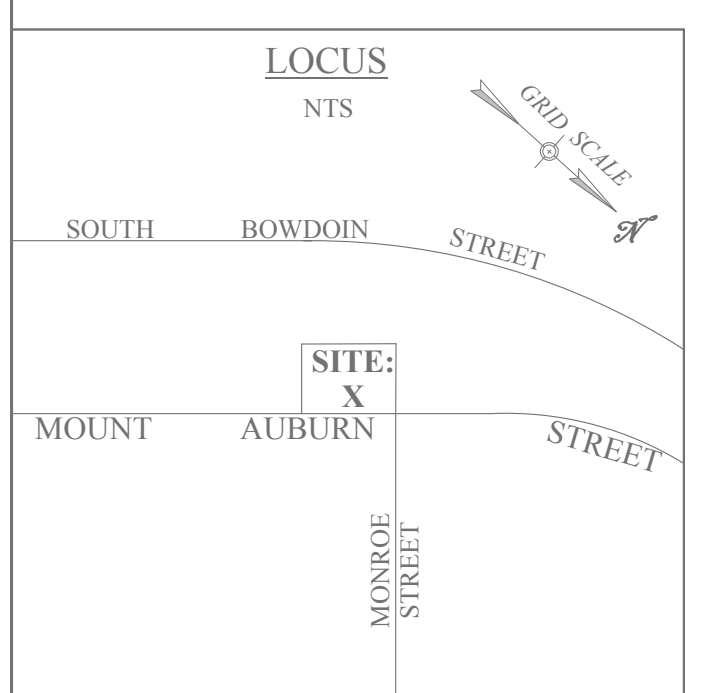 LOCUS
NTS
GRID SCALE
N
SOUTH BOWDOIN STREET
SITE:
X
MOUNT AUBURN STREET
MONROE
STREET